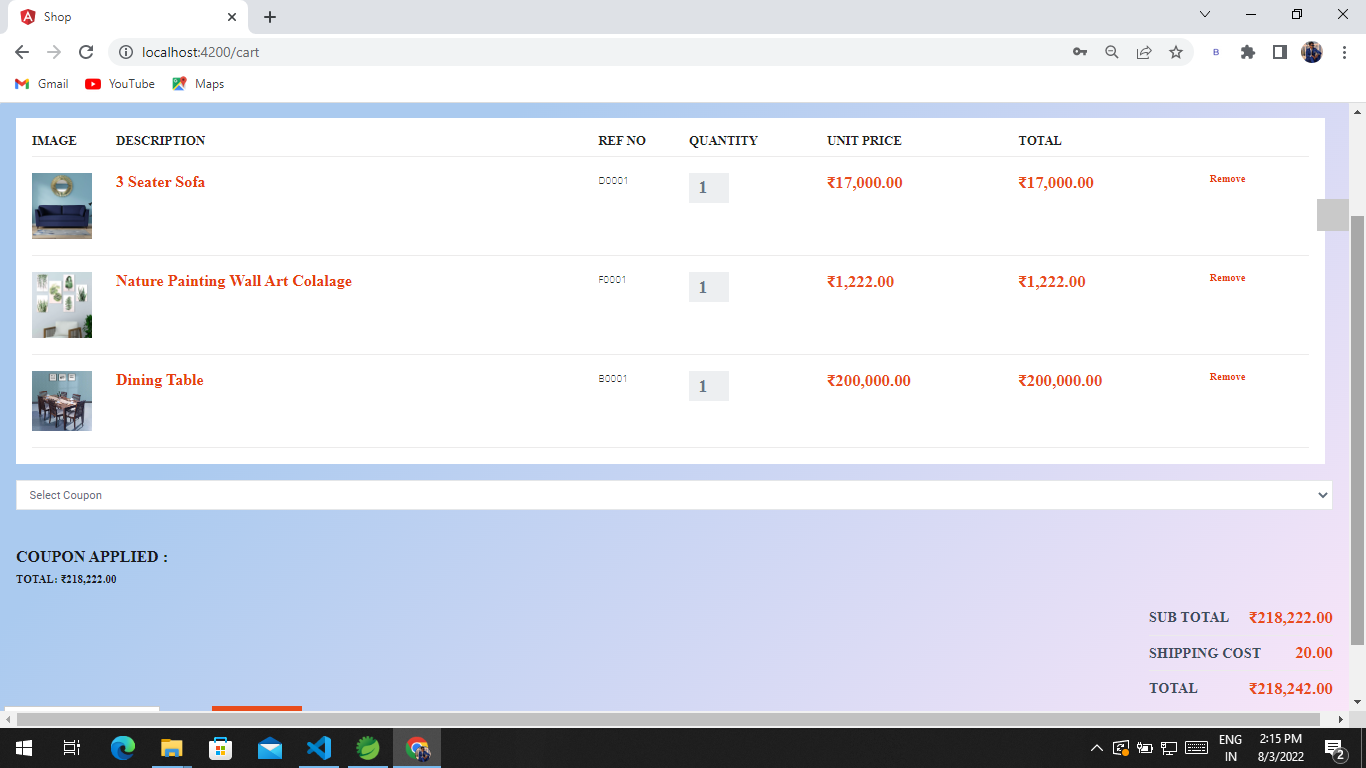 Shop
localhost:4200/cart
B
Gmail YouTube Maps
IMAGE DESCRIPTION REF NO QUANTITY UNIT PRICE TOTAL
3 Seater Sofa D0001 1 ₹17,000.00 ₹17,000.00 Remove
Nature Painting Wall Art Colalage F0001 1 ₹1,222.00 ₹1,222.00 Remove
Dining Table B0001 1 ₹200,000.00 ₹200,000.00 Remove
Select Coupon
COUPON APPLIED :
TOTAL: ₹218,222.00
SUB TOTAL ₹218,222.00
SHIPPING COST 20.00
TOTAL ₹218,242.00
ENG 2:15 PM
IN 8/3/2022 2